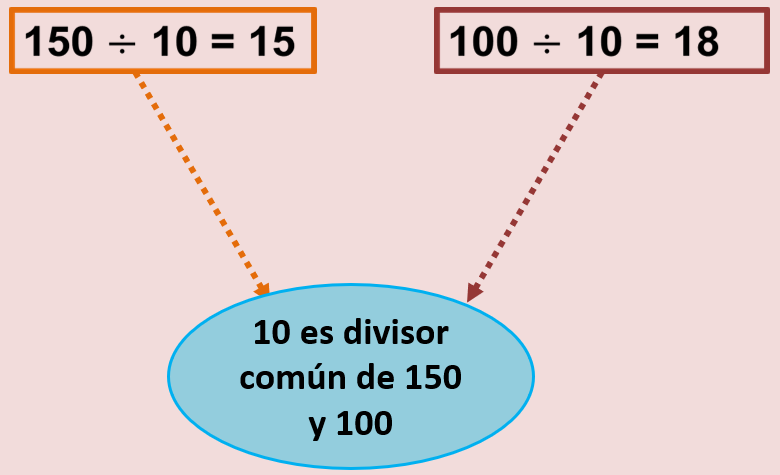 150 ÷ 10 = 15
100 ÷ 10 = 18
10 es divisor
común de 150
y 100